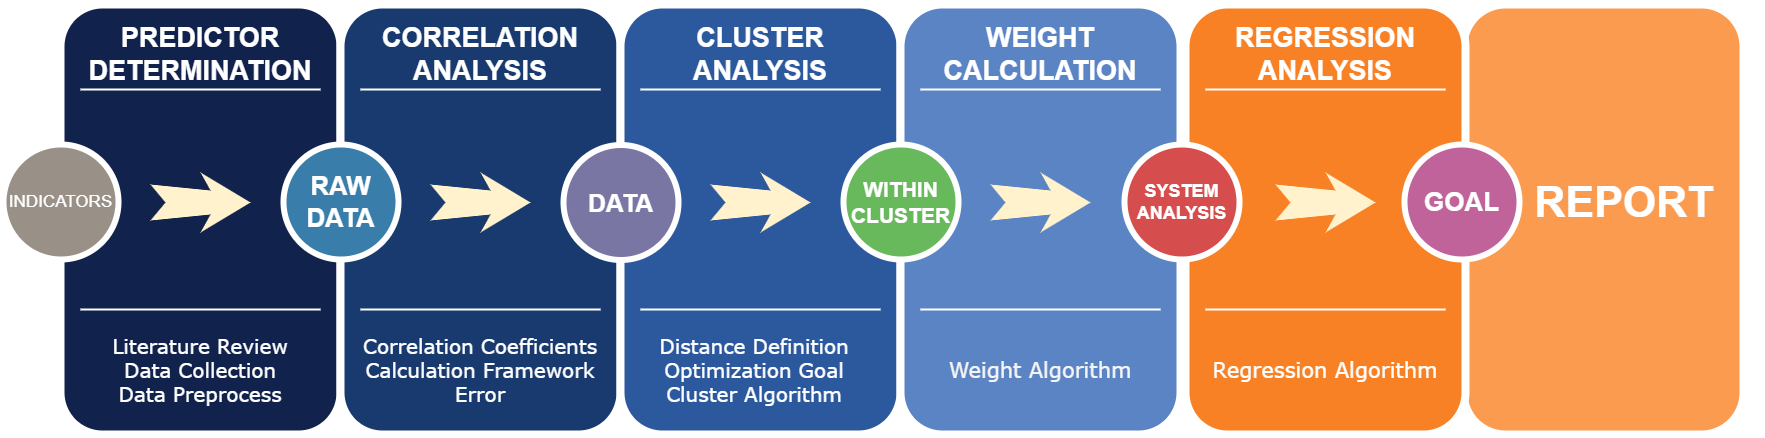 PREDICTOR
DETERMINATION
CORRELATION
ANALYSIS
CLUSTER
ANALYSIS
WEIGHT
CALCULATION
REGRESSION
ANALYSIS
INDICATORS
RAW
DATA
DATA
WITHIN
CLUSTER
SYSTEM
ANALYSIS
GOAL
REPORT
Literature Review
Data Collection
Data Preprocess
Correlation Coefficients
Calculation Framework
Error
Distance Definition
Optimization Goal
Cluster Algorithm
Weight Algorithm
Regression Algorithm